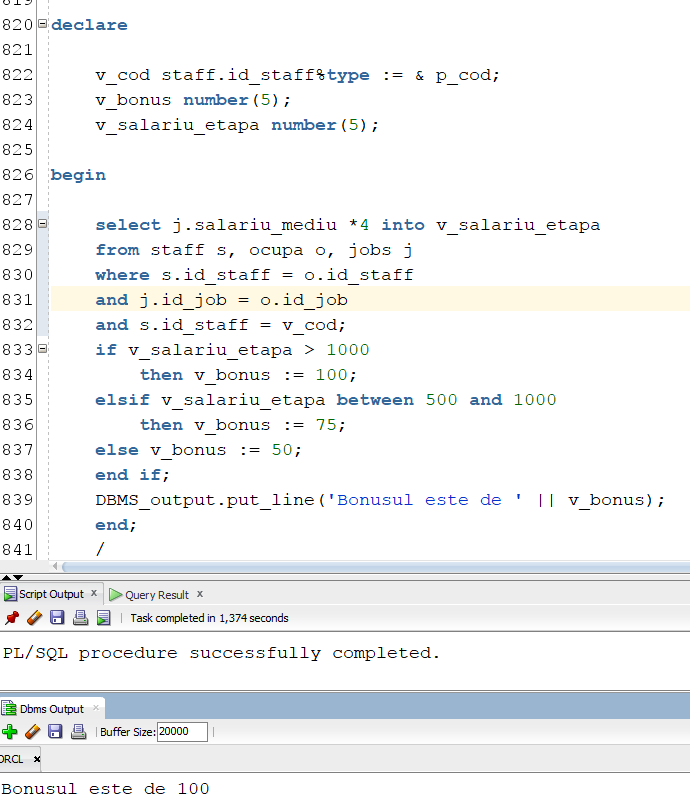 819
820 declare
821
822 v_cod staff.id_staff%type := & p_cod;
823 v_bonus number(5);
824 v_salariu_etapa number(5);
825
826 begin
827
828 select j.salariu_mediu *4 into v_salariu_etapa
829 from staff s, ocupa o, jobs j
830 where s.id_staff = o.id_staff
831 and j.id_job = o.id_job
832 and s.id_staff = v_cod;
833 if v_salariu_etapa > 1000
834 then v_bonus := 100;
835 elsif v_salariu_etapa between 500 and 1000
836 then v_bonus := 75;
837 else v_bonus := 50;
838 end if;
839 DBMS_output.put_line('Bonusul este de ' || v_bonus);
840 end;
841 /
Script Output x Query Result x
Task completed in 1,374 seconds
PL/SQL procedure successfully completed.
Dbms Output x
Buffer Size: 20000
ORCL x
Bonusul este de 100